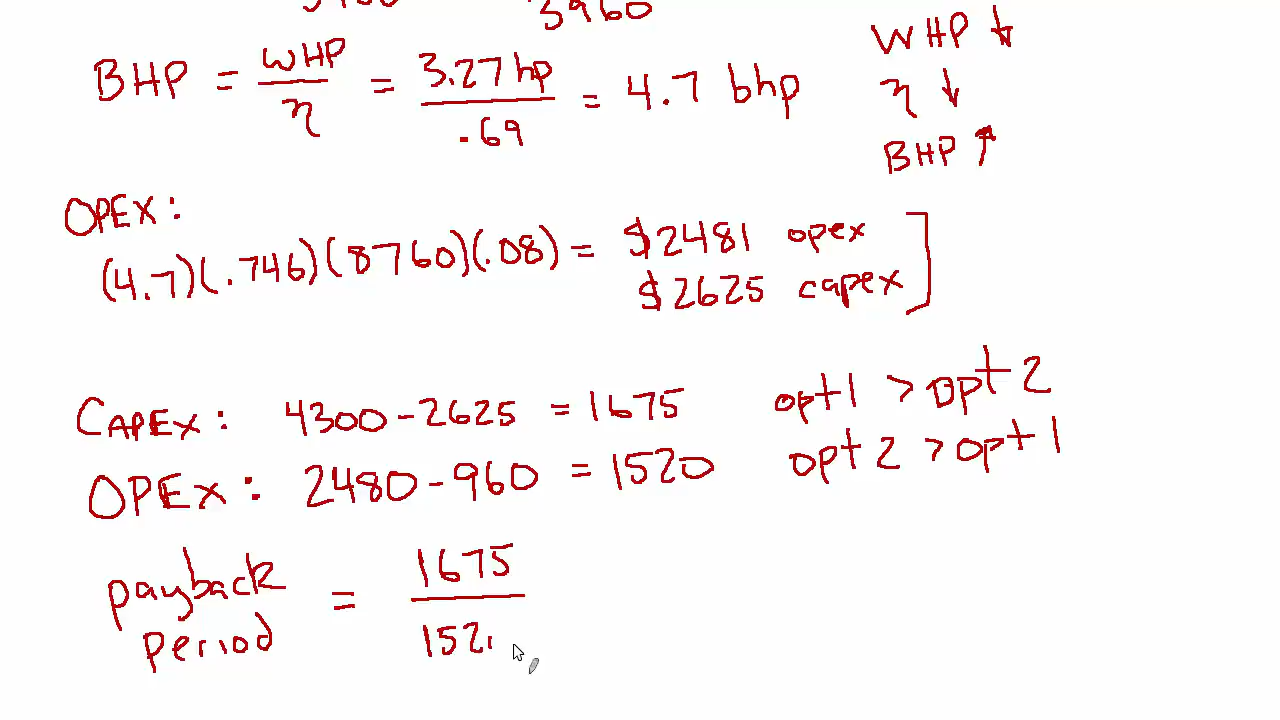 3960
BHP = WHP / η = 3.27 hp / .69 = 4.7 bhp
WHP ↓
η ↓
BHP ↑
OPEX:
(4.7)(.746)(8760)(.08) = $2481 opex
$2625 capex
CAPEX: 4300 - 2625 = 1675 opt 1 > opt 2
OPEX: 2480 - 960 = 1520 opt 2 > opt 1
payback period = 1675 / 152